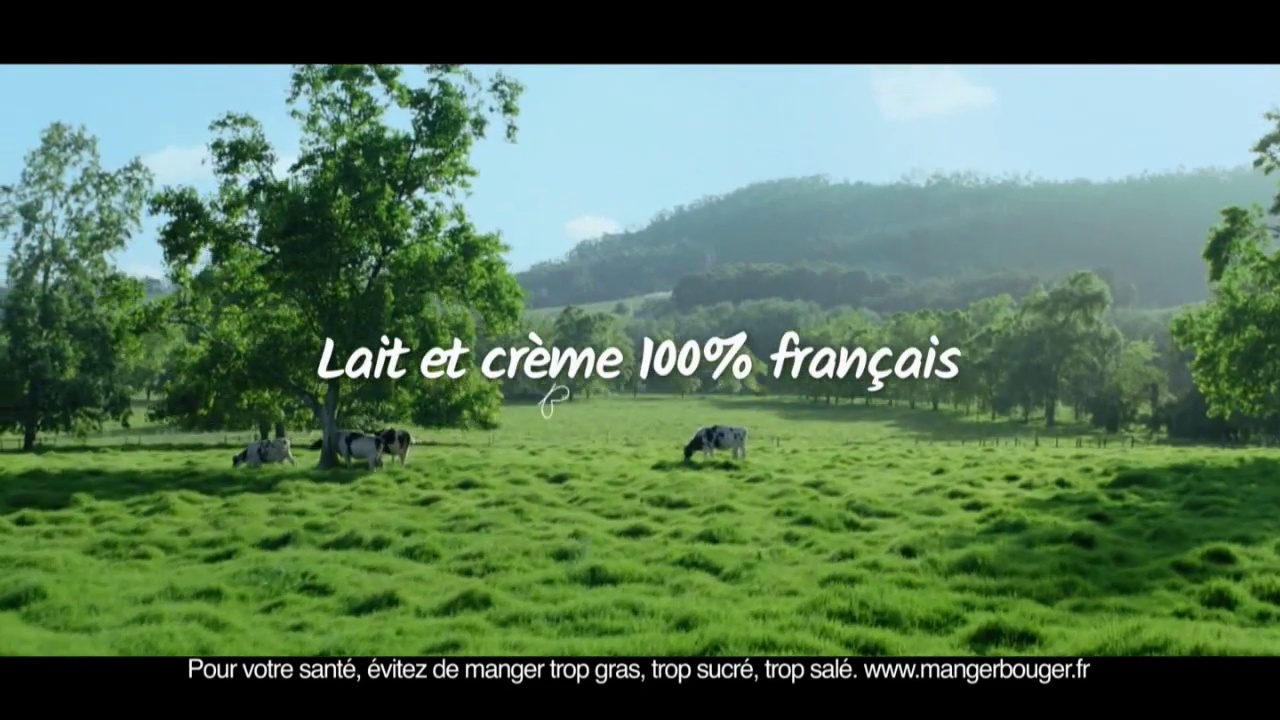 Lait et crème 100% français
Pour votre santé, évitez de manger trop gras, trop sucré, trop salé. www.mangerbouger.fr